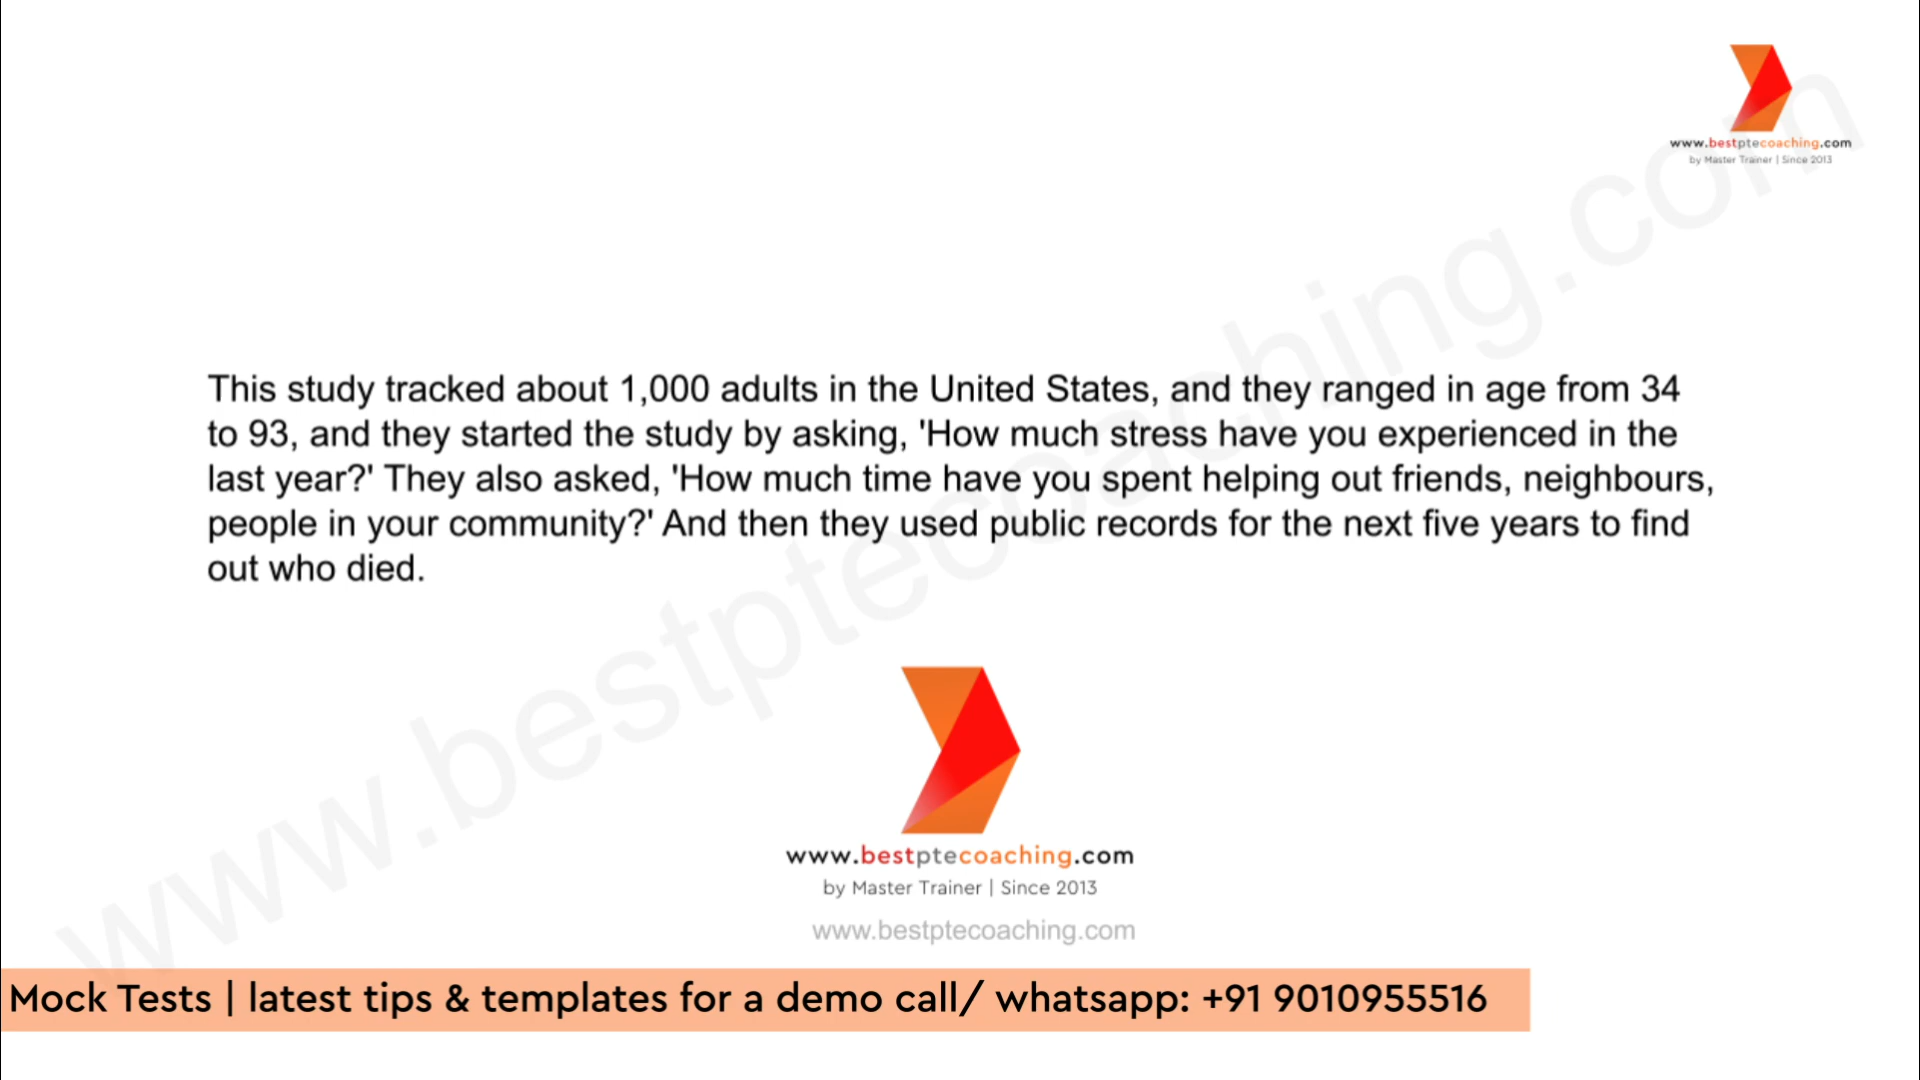 www.bestptecoaching.com
by Master Trainer | Since 2013
This study tracked about 1,000 adults in the United States, and they ranged in age from 34
to 93, and they started the study by asking, 'How much stress have you experienced in the
last year?' They also asked, 'How much time have you spent helping out friends, neighbours,
people in your community?' And then they used public records for the next five years to find
out who died.
www.bestptecoaching.com
www.bestptecoaching.com
by Master Trainer | Since 2013
www.bestptecoaching.com
Mock Tests | latest tips & templates for a demo call/ whatsapp: +91 9010955516